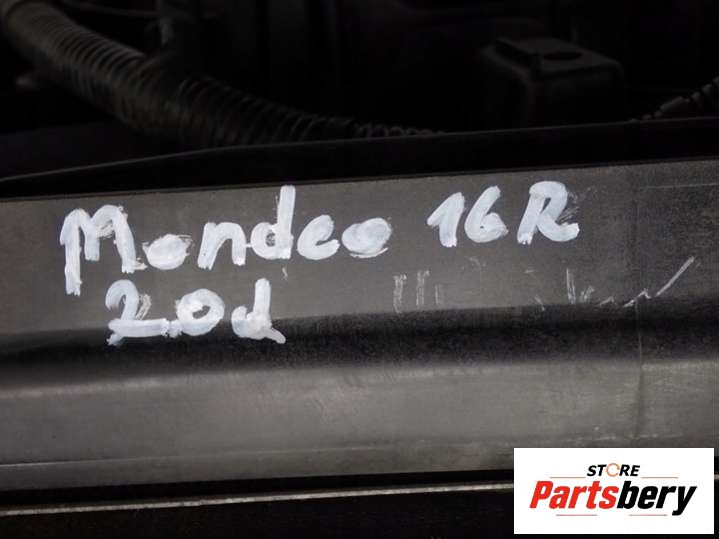 Mondeo 16R
2.0d
STORE
Partsbery